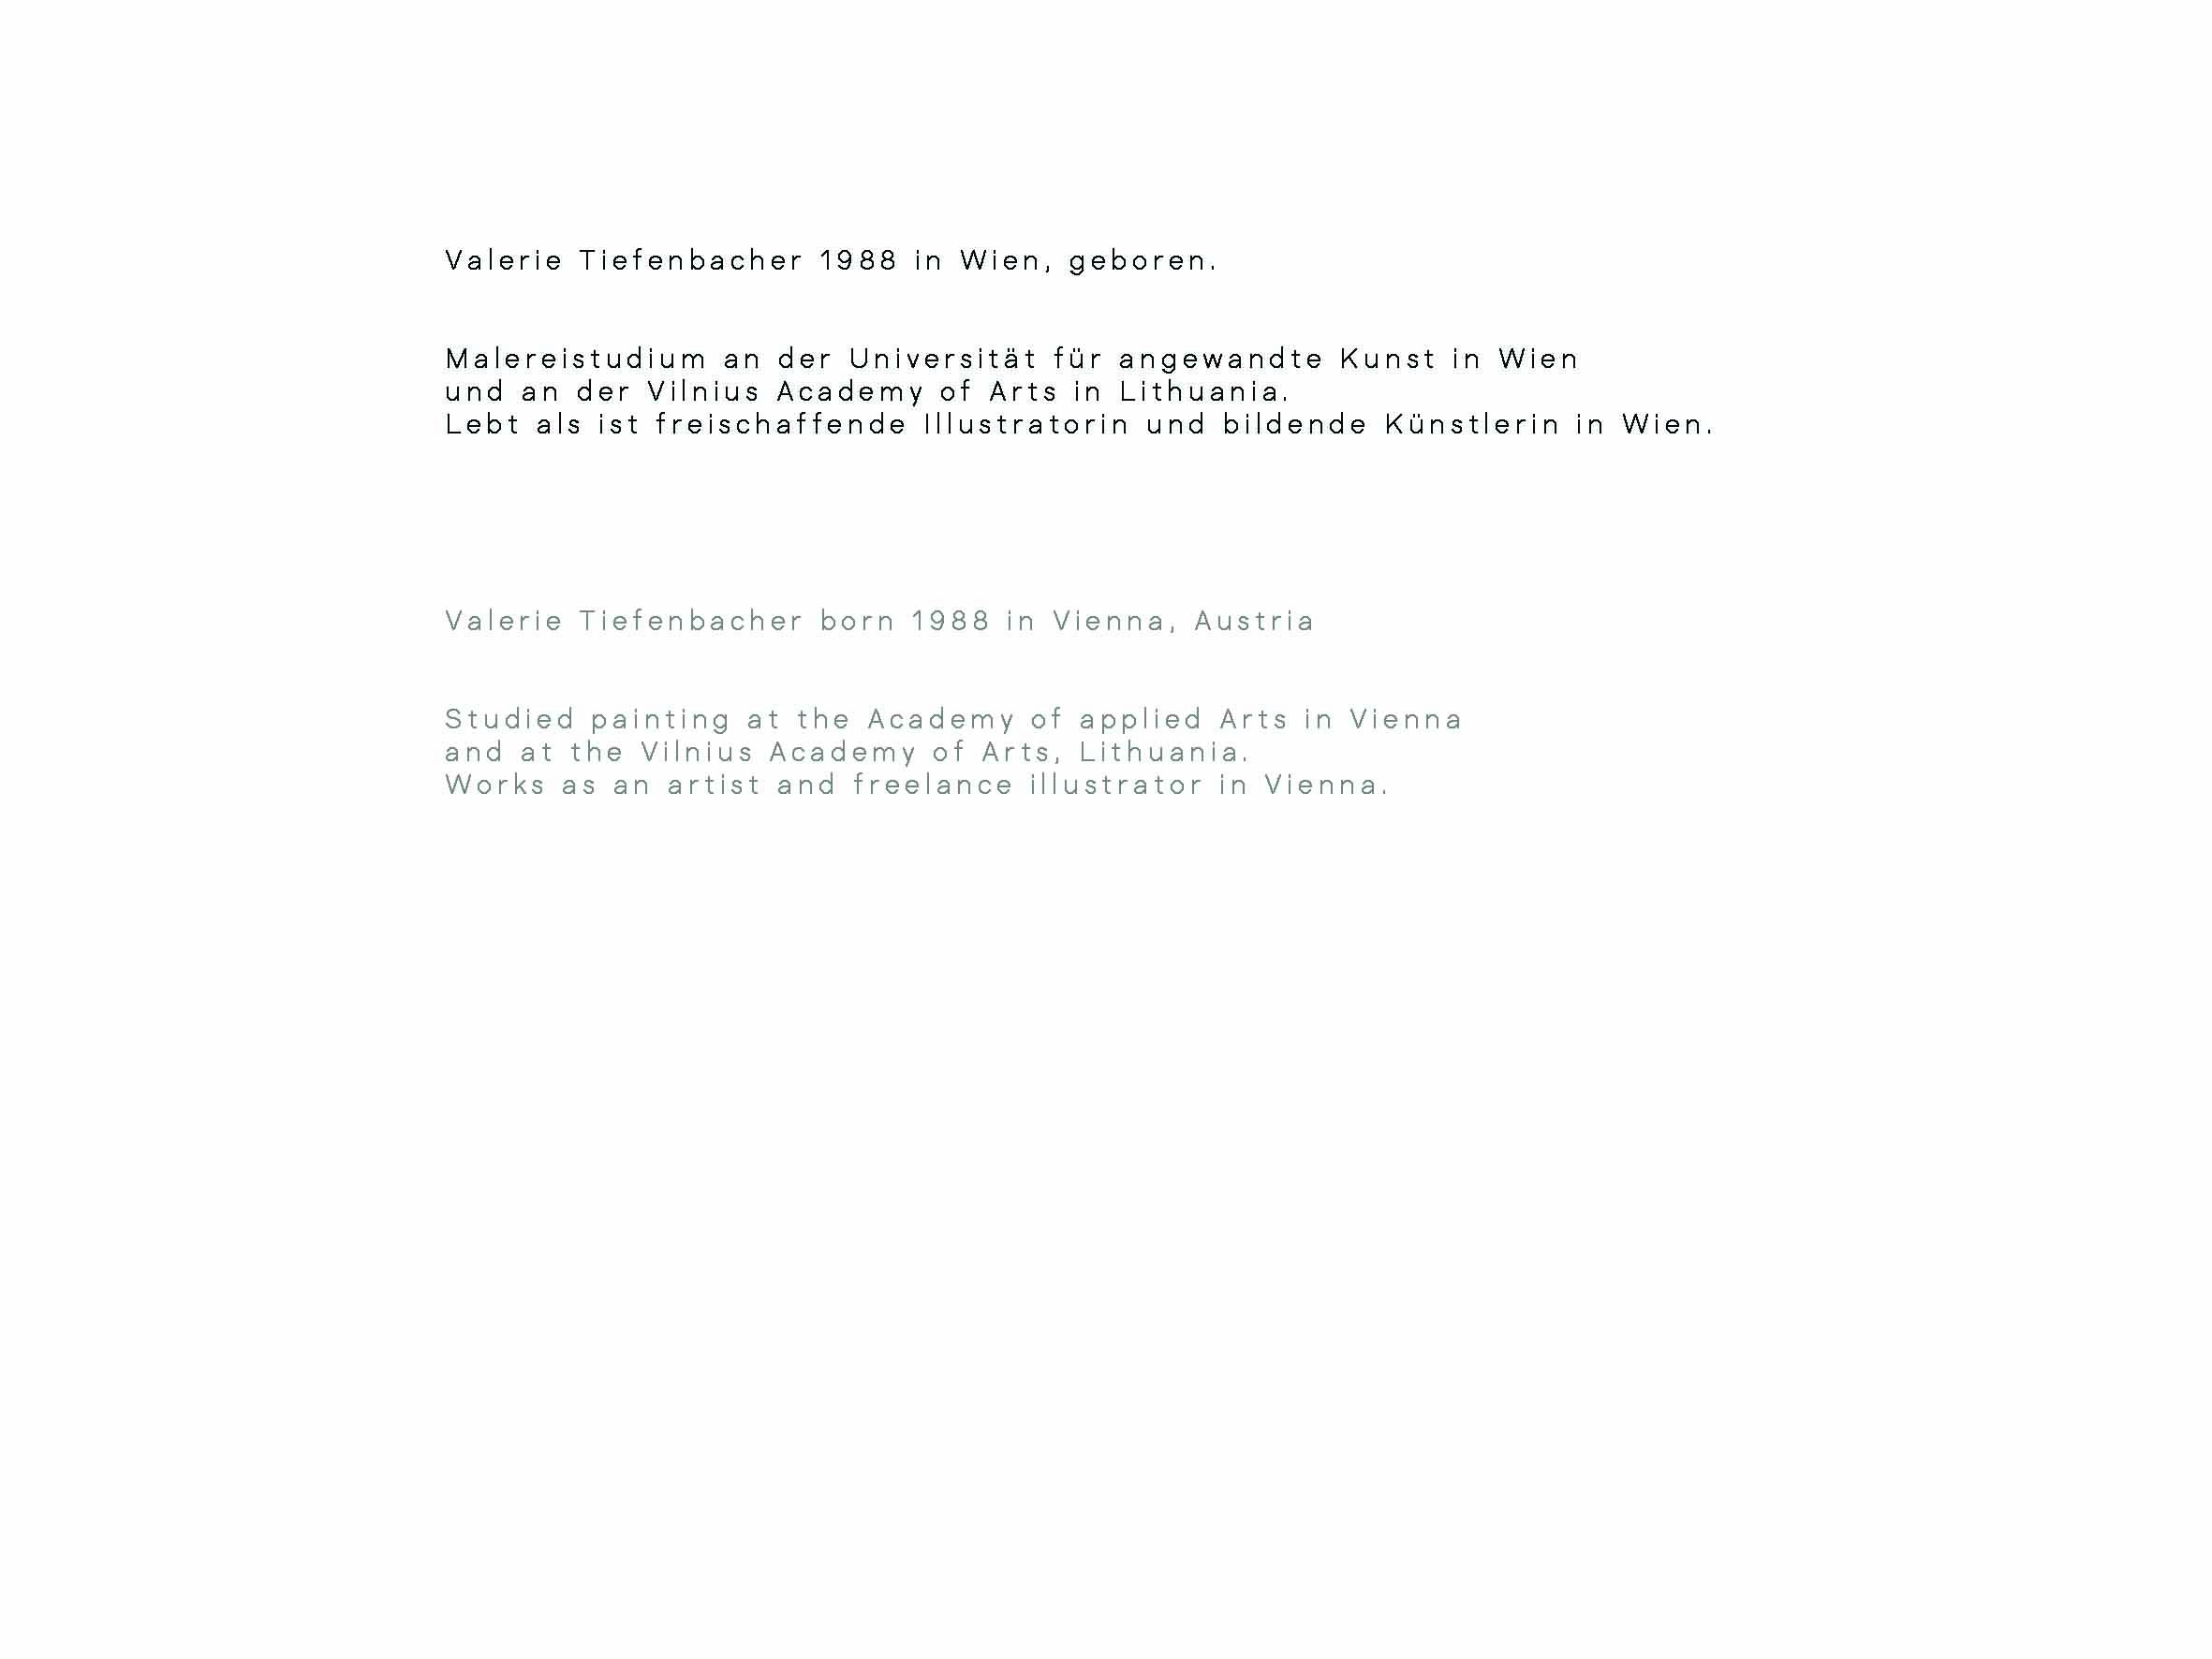 Valerie Tiefenbacher 1988 in Wien, geboren.
Malereistudium an der Universität für angewandte Kunst in Wien
und an der Vilnius Academy of Arts in Lithuania.
Lebt als ist freischaffende Illustratorin und bildende Künstlerin in Wien.
Valerie Tiefenbacher born 1988 in Vienna, Austria
Studied painting at the Academy of applied Arts in Vienna
and at the Vilnius Academy of Arts, Lithuania.
Works as an artist and freelance illustrator in Vienna.